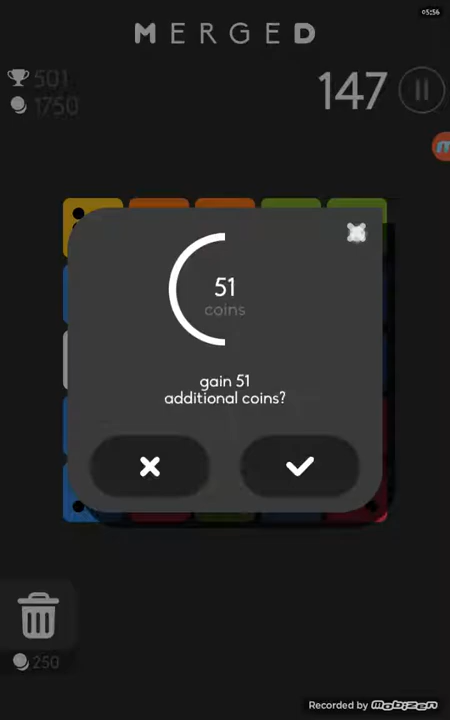 05:56
MERGED
501
1750
147
51
coins
gain 51
additional coins?
250
Recorded by mobizen